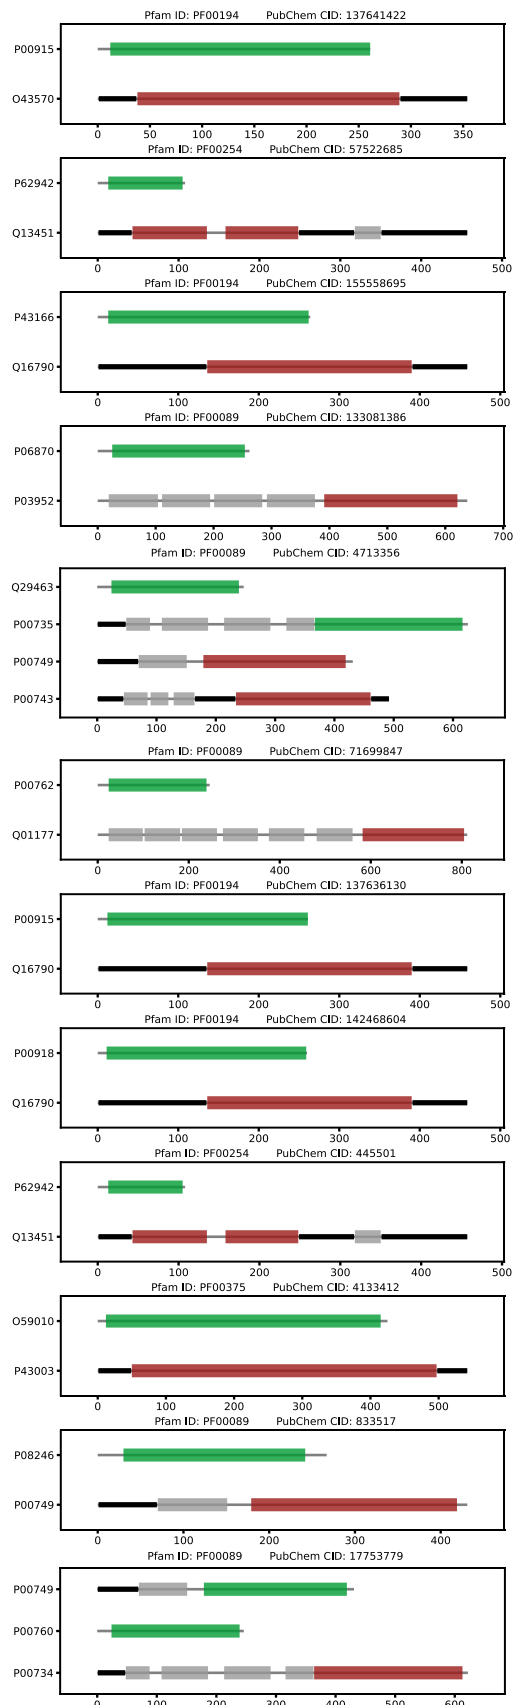 Pfam ID: PF00194 PubChem CID: 137641422
P00915
O43570
0 50 100 150 200 250 300 350
Pfam ID: PF00254 PubChem CID: 57522685
P62942
Q13451
0 100 200 300 400 500
Pfam ID: PF00194 PubChem CID: 155558695
P43166
Q16790
0 100 200 300 400 500
Pfam ID: PF00089 PubChem CID: 133081386
P06870
P03952
0 100 200 300 400 500 600 700
Pfam ID: PF00089 PubChem CID: 4713356
Q29463
P00735
P00749
P00743
0 100 200 300 400 500 600
Pfam ID: PF00089 PubChem CID: 71699847
P00762
Q01177
0 200 400 600 800
Pfam ID: PF00194 PubChem CID: 137636130
P00915
Q16790
0 100 200 300 400 500
Pfam ID: PF00194 PubChem CID: 142468604
P00918
Q16790
0 100 200 300 400 500
Pfam ID: PF00254 PubChem CID: 445501
P62942
Q13451
0 100 200 300 400 500
Pfam ID: PF00375 PubChem CID: 4133412
O59010
P43003
0 100 200 300 400 500
Pfam ID: PF00089 PubChem CID: 833517
P08246
P00749
0 100 200 300 400
Pfam ID: PF00089 PubChem CID: 17753779
P00749
P00760
P00734
0 100 200 300 400 500 600